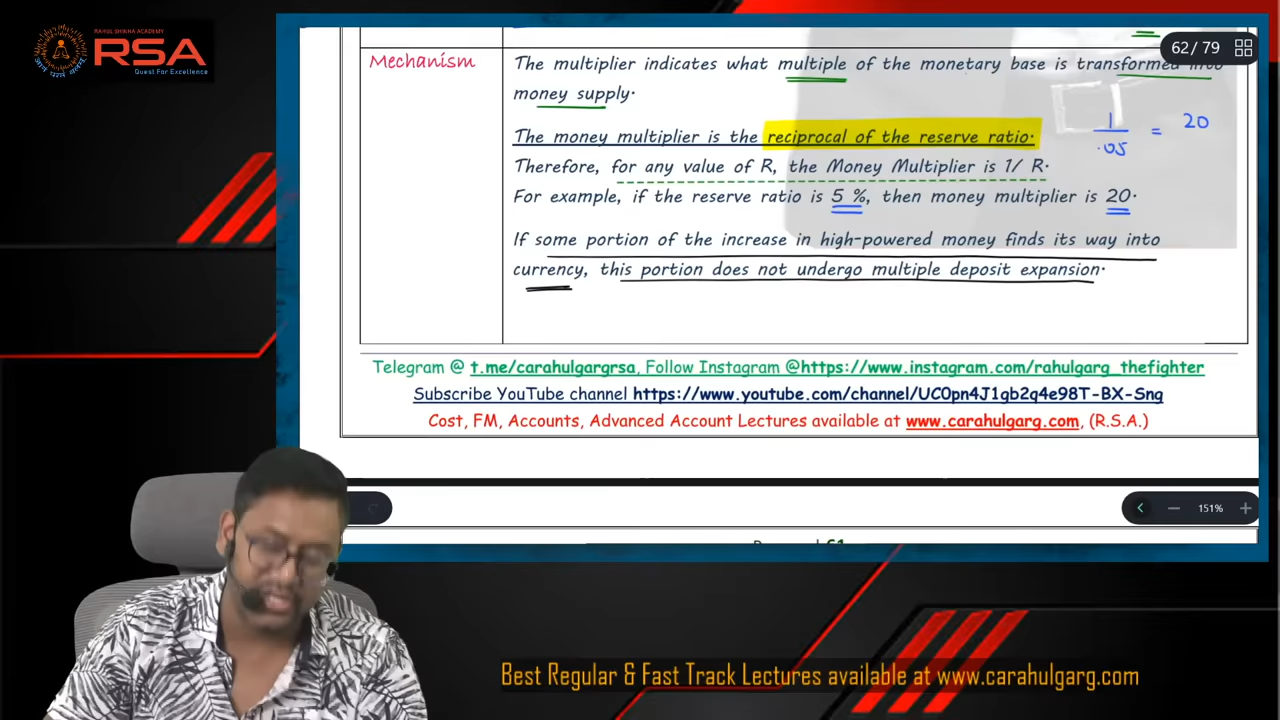 RAHUL GHISNA ACADEMY
RSA
Quest For Excellence
62 / 79
Mechanism
The multiplier indicates what multiple of the monetary base is transformed into
money supply.
The money multiplier is the reciprocal of the reserve ratio.
1/.05 = 20
Therefore, for any value of R, the Money Multiplier is 1/ R.
For example, if the reserve ratio is 5 %, then money multiplier is 20.
If some portion of the increase in high-powered money finds its way into
currency, this portion does not undergo multiple deposit expansion.
Telegram @ t.me/carahulgargrsa, Follow Instagram @https://www.instagram.com/rahulgarg_thefighter
Subscribe YouTube channel https://www.youtube.com/channel/UC0pn4J1gb2q4e98T-BX-Sng
Cost, FM, Accounts, Advanced Account Lectures available at www.carahulgarg.com, (R.S.A.)
151%
Best Regular & Fast Track Lectures available at www.carahulgarg.com